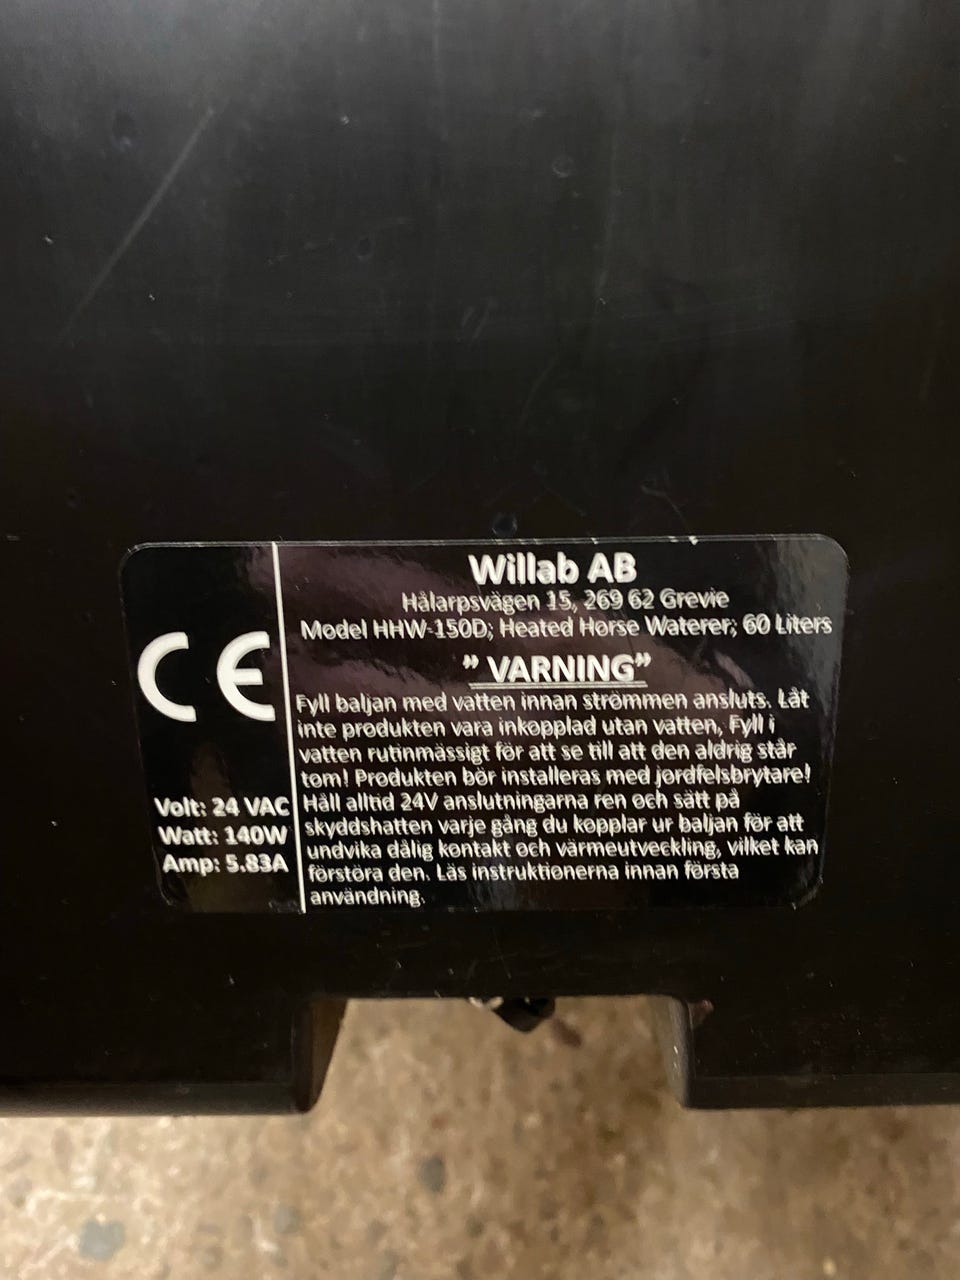 Willab AB
Hålarpsvägen 15, 269 62 Grevie
Model HHW-150D; Heated Horse Waterer; 60 Liters
” VARNING”
Fyll baljan med vatten innan strömmen ansluts. Låt
inte produkten vara inkopplad utan vatten, Fyll i
vatten rutinmässigt för att se till att den aldrig står
tom! Produkten bör installeras med jordfelsbrytare!
Håll alltid 24V anslutningarna ren och sätt på
skyddshatten varje gång du kopplar ur baljan för att
undvika dålig kontakt och värmeutveckling, vilket kan
förstöra den. Läs instruktionerna innan första
användning.
CE
Volt: 24 VAC
Watt: 140W
Amp: 5.83A